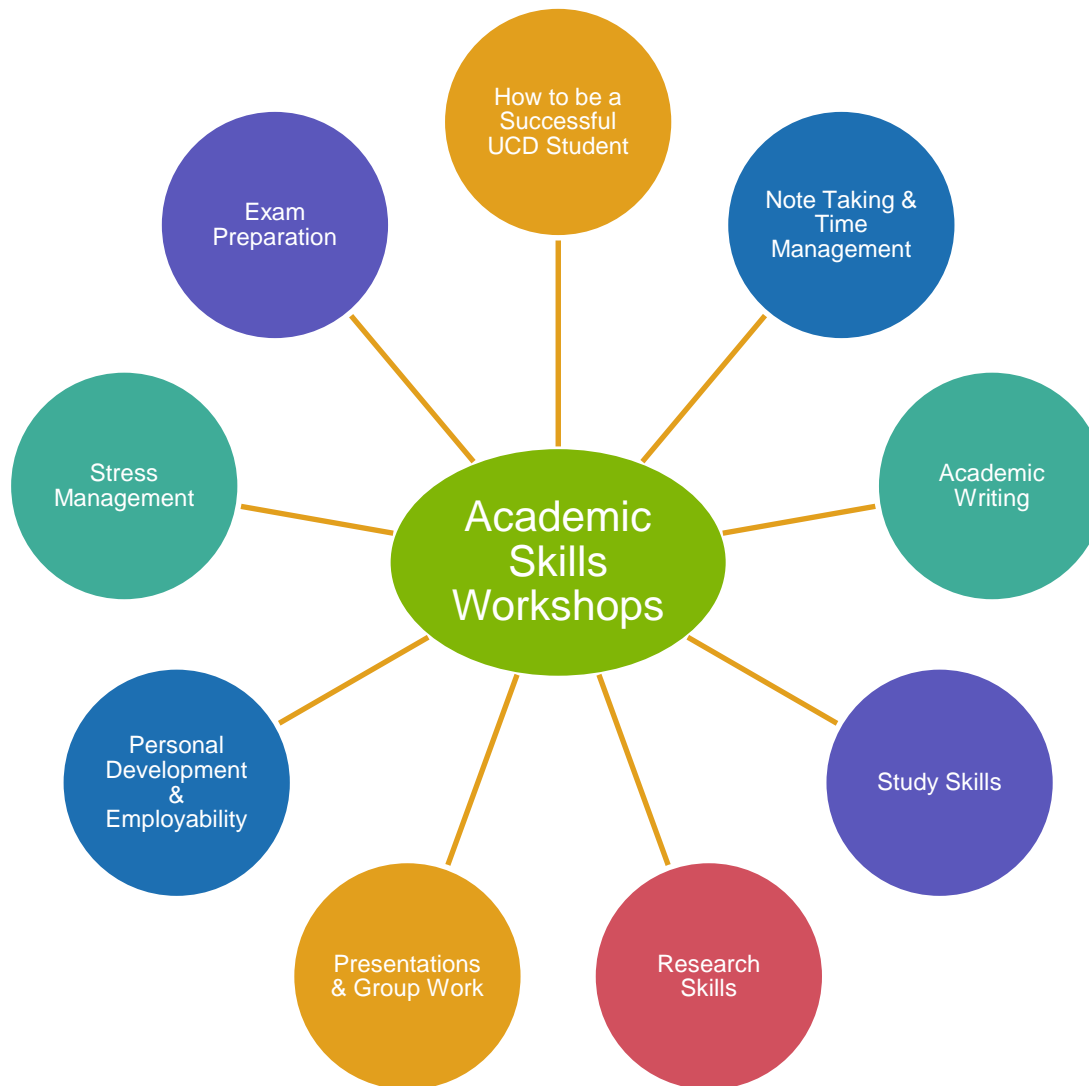 How to be a
Successful
UCD Student
Note Taking &
Time
Management
Academic
Writing
Study Skills
Research
Skills
Presentations
& Group Work
Personal
Development
&
Employability
Stress
Management
Exam
Preparation
Academic
Skills
Workshops